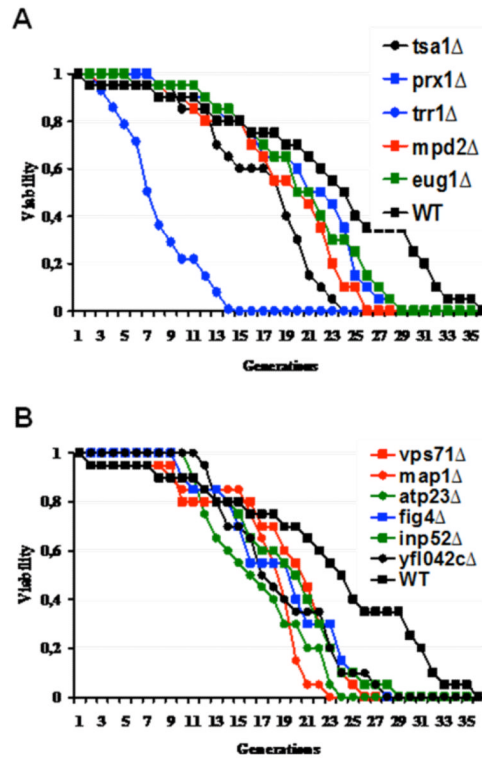 A
tsa1Δ
prx1Δ
trr1Δ
mpd2Δ
eug1Δ
WT
Viability
1
0,8
0,6
0,4
0,2
0
1 3 5 7 9 11 13 15 17 19 21 23 25 27 29 31 33 35
Generations
B
vps71Δ
map1Δ
atp23Δ
fig4Δ
inp52Δ
yfl042cΔ
WT
Viability
1
0,8
0,6
0,4
0,2
0
1 3 5 7 9 11 13 15 17 19 21 23 25 27 29 31 33 35
Generations